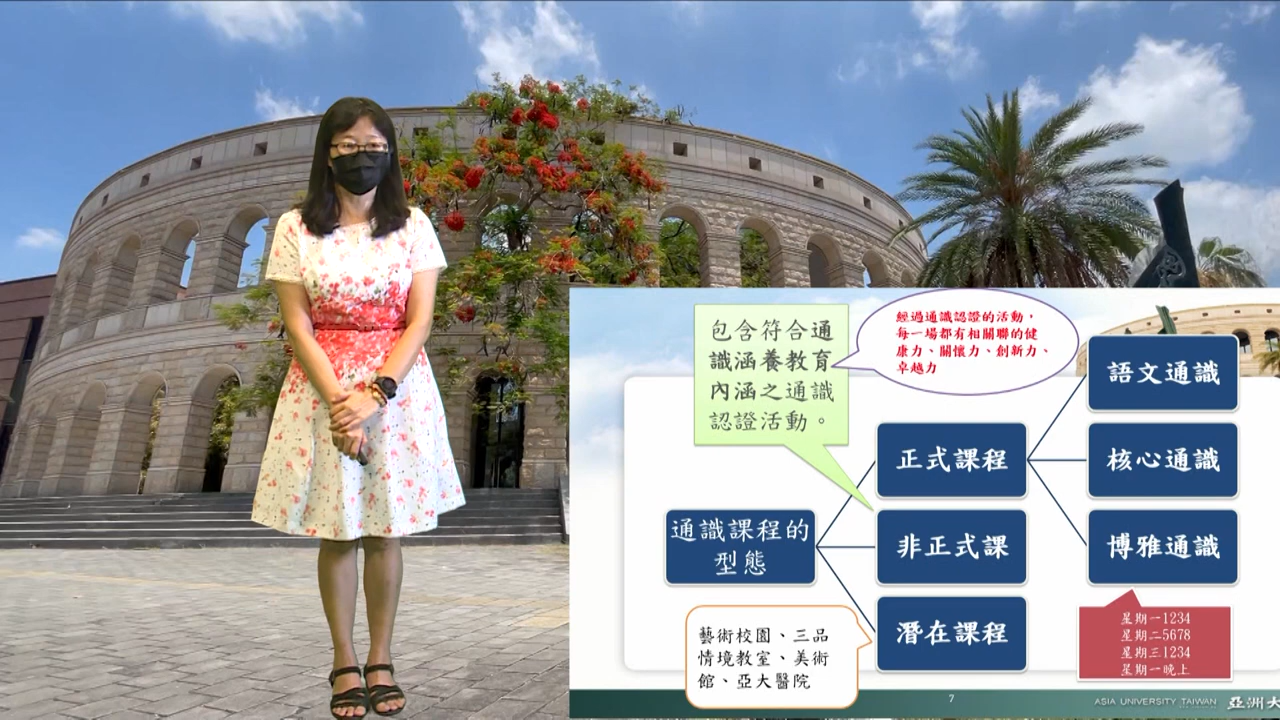 包含符合通
識涵養教育
內涵之通識
認證活動。
經過通識認證的活動，
每一場都有相關聯的健
康力、關懷力、創新力、
卓越力
語文通識
正式課程
核心通識
通識課程的
型態
非正式課
博雅通識
潛在課程
藝術校園、三品
情境教室、美術
館、亞大醫院
星期一1234
星期二5678
星期三1234
星期一晚上
7
ASIA UNIVERSITY TAIWAN 亞洲大